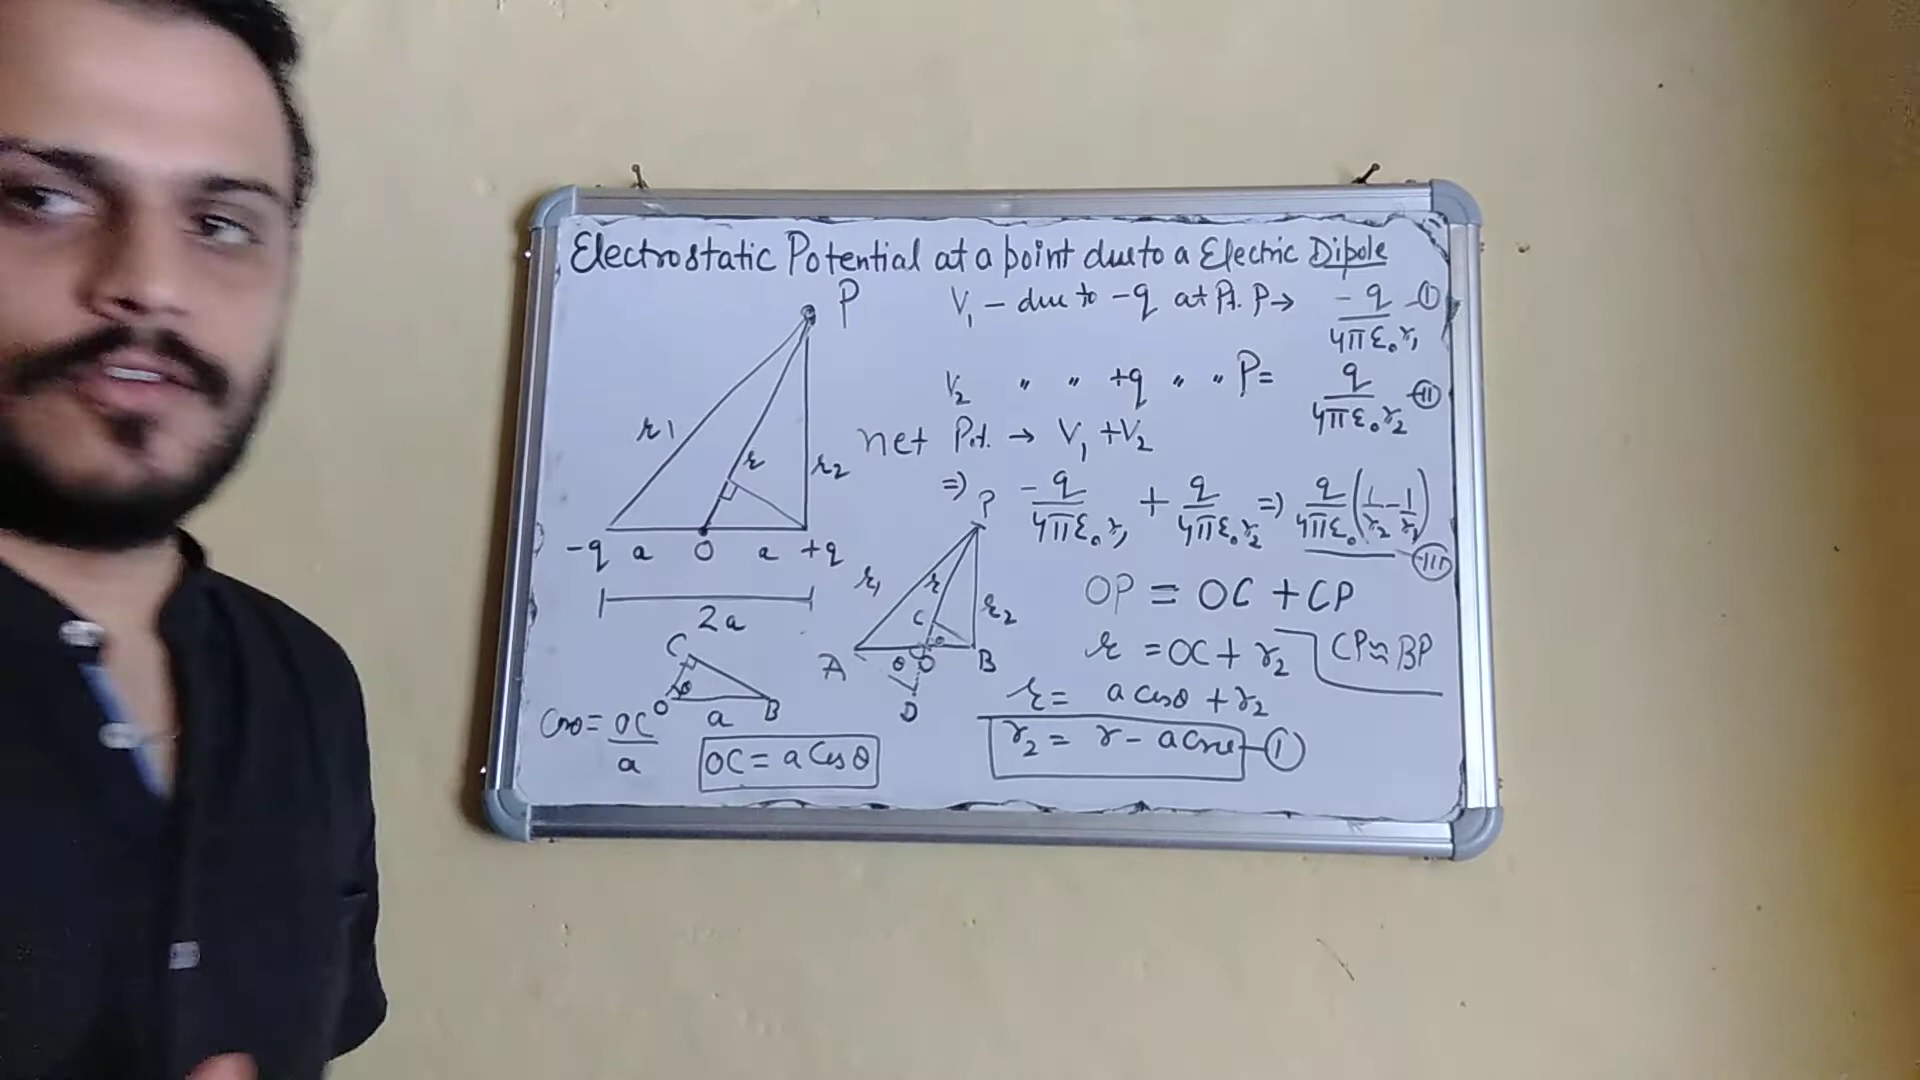 Electrostatic Potential at a point due to a Electric Dipole
P
V₁ – due to -q at Pt. P → -q/4πε₀r₁ - (I)
V₂ " " +q " " P = q/4πε₀r₂ - (II)
net Pot. → V₁ + V₂
=) -q/4πε₀r₁ + q/4πε₀r₂ =) q/4πε₀ (1/r₂ - 1/r₁) - (III)
r₁
r
r₂
-q a O a +q
2a
P
r₁
r
r₂
C
A θ O θ B
D
OP = OC + CP
r = OC + r₂
CP ≈ BP
r = a cosθ + r₂
r₂ = r - a cosθ - (I)
C
O θ a B
Cosθ = OC/a
OC = a Cosθ